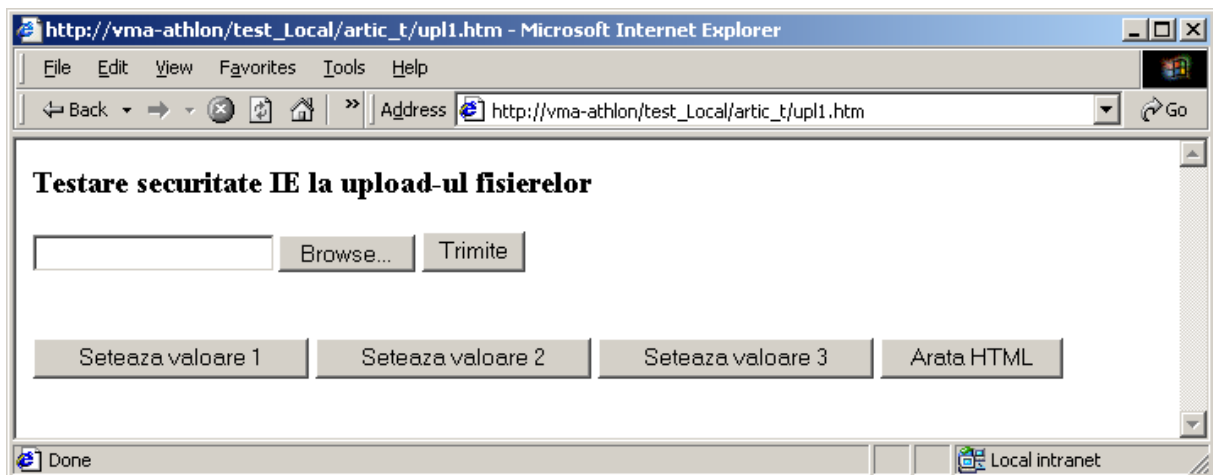 http://vma-athlon/test_Local/artic_t/upl1.htm - Microsoft Internet Explorer
File Edit View Favorites Tools Help
Back » Address http://vma-athlon/test_Local/artic_t/upl1.htm Go
Testare securitate IE la upload-ul fisierelor
Browse... Trimite
Seteaza valoare 1 Seteaza valoare 2 Seteaza valoare 3 Arata HTML
Done Local intranet